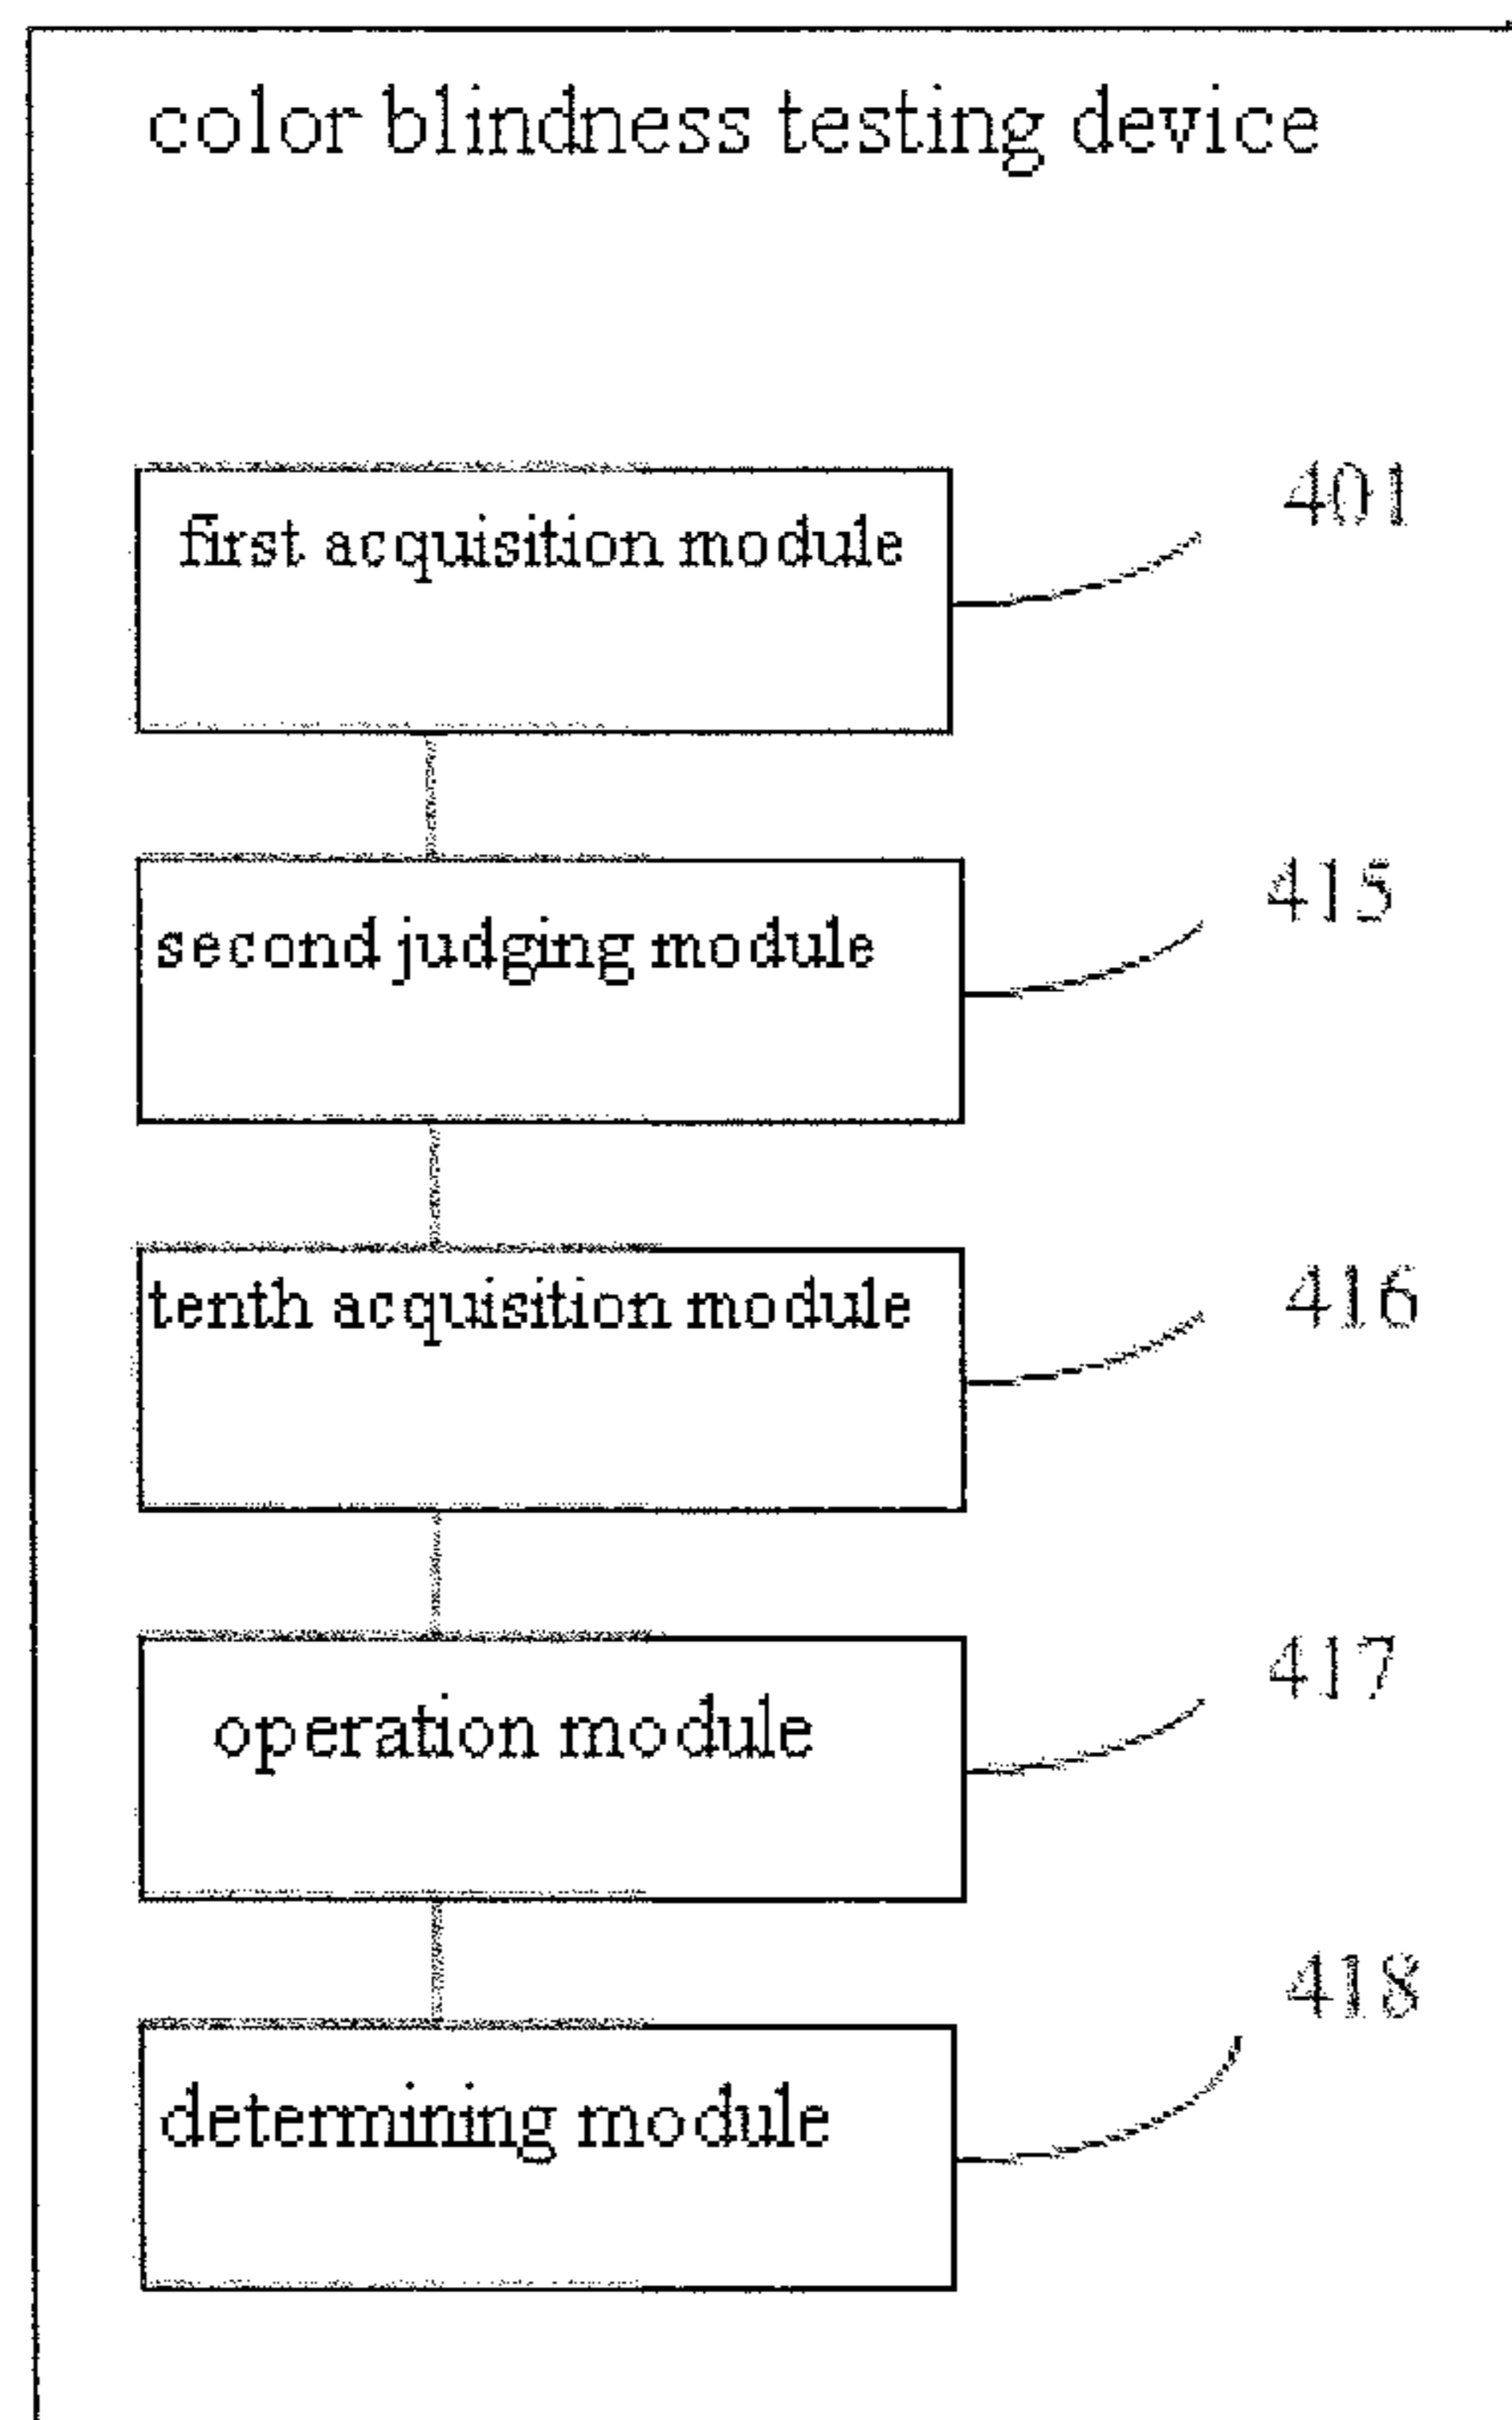 color blindness testing device
first acquisition module
401
second judging module
415
tenth acquisition module
416
operation module
417
determining module
418